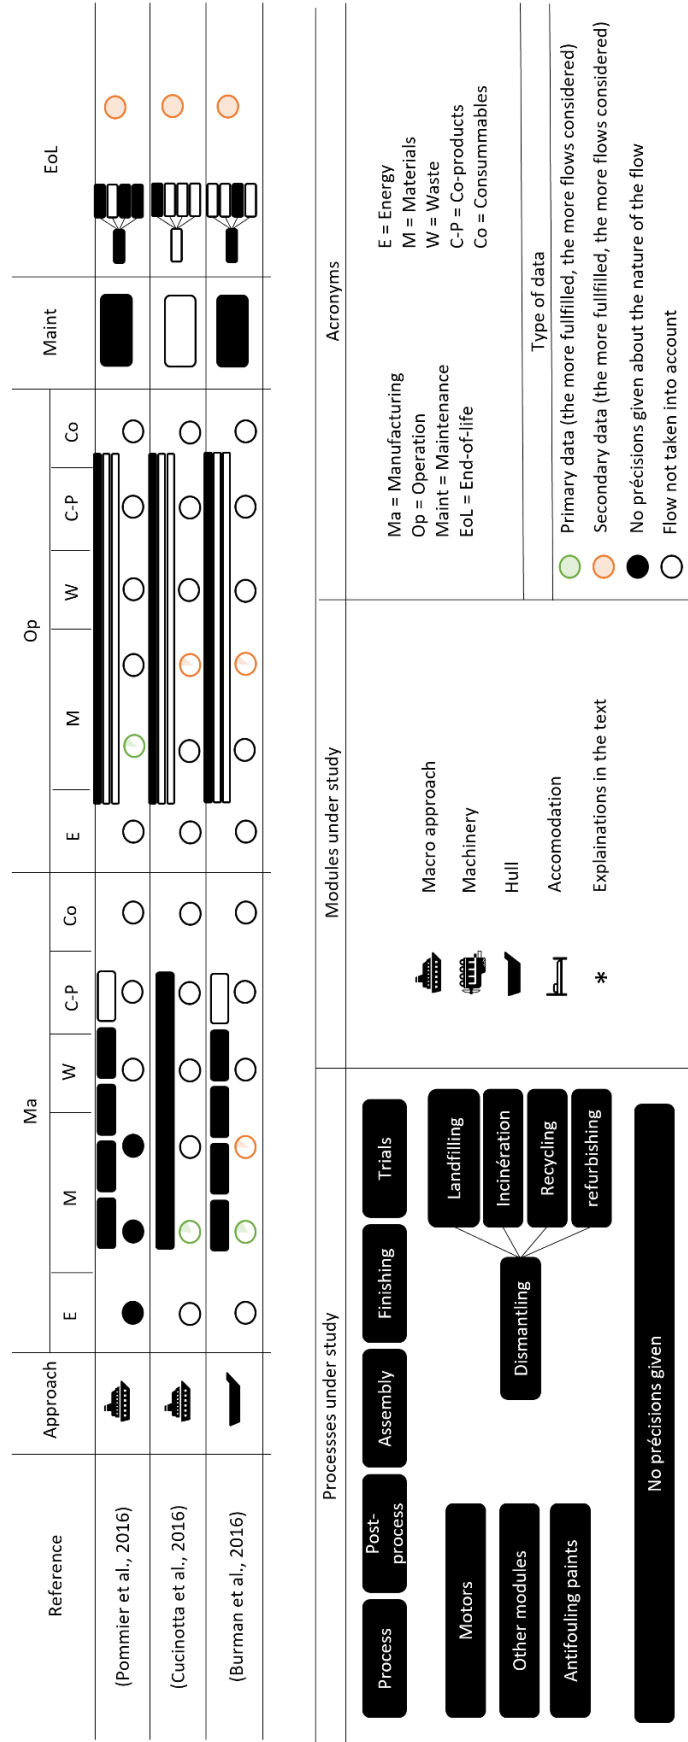 Reference
Approach
Ma
Op
Maint
EoL
E
M
W
C-P
Co
E
M
W
C-P
Co
(Pommier et al., 2016)
(Cucinotta et al., 2016)
(Burman et al., 2016)
Processses under study
Modules under study
Acronyms
Process
Post-
process
Assembly
Finishing
Trials
Motors
Other modules
Antifouling paints
Dismantling
Landfilling
Incinération
Recycling
refurbishing
No précisions given
Macro approach
Machinery
Hull
Accomodation
* Explainations in the text
Ma = Manufacturing
Op = Operation
Maint = Maintenance
EoL = End-of-life
E = Energy
M = Materials
W = Waste
C-P = Co-products
Co = Consummables
Type of data
Primary data (the more fullfilled, the more flows considered)
Secondary data (the more fullfilled, the more flows considered)
No précisions given about the nature of the flow
Flow not taken into account